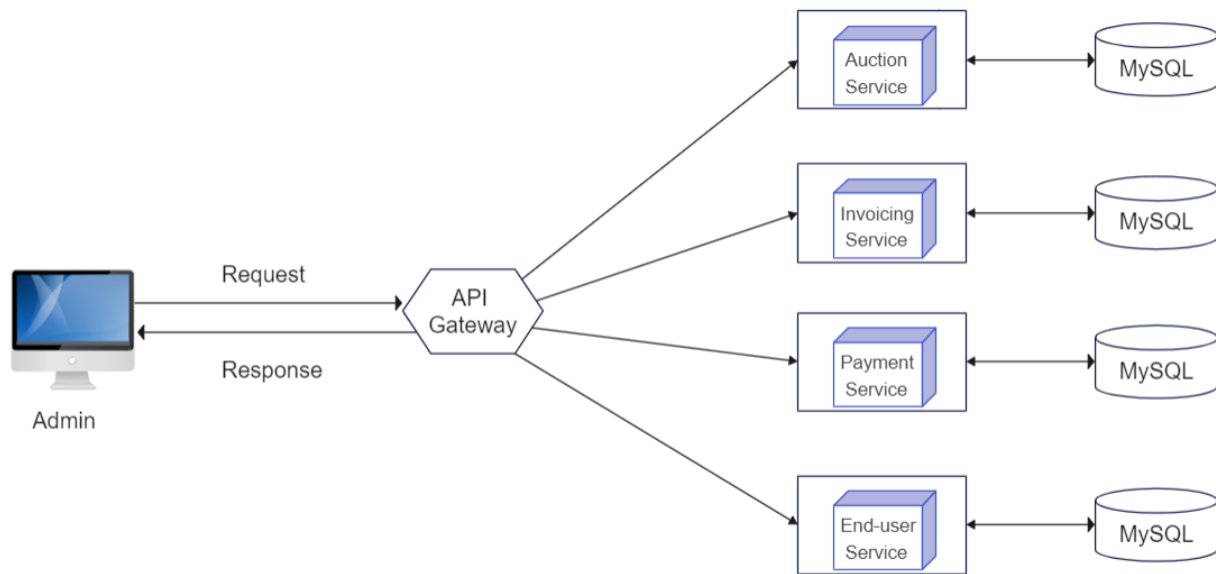 Auction
Service
MySQL
Invoicing
Service
MySQL
Request
API
Gateway
Response
Admin
Payment
Service
MySQL
End-user
Service
MySQL